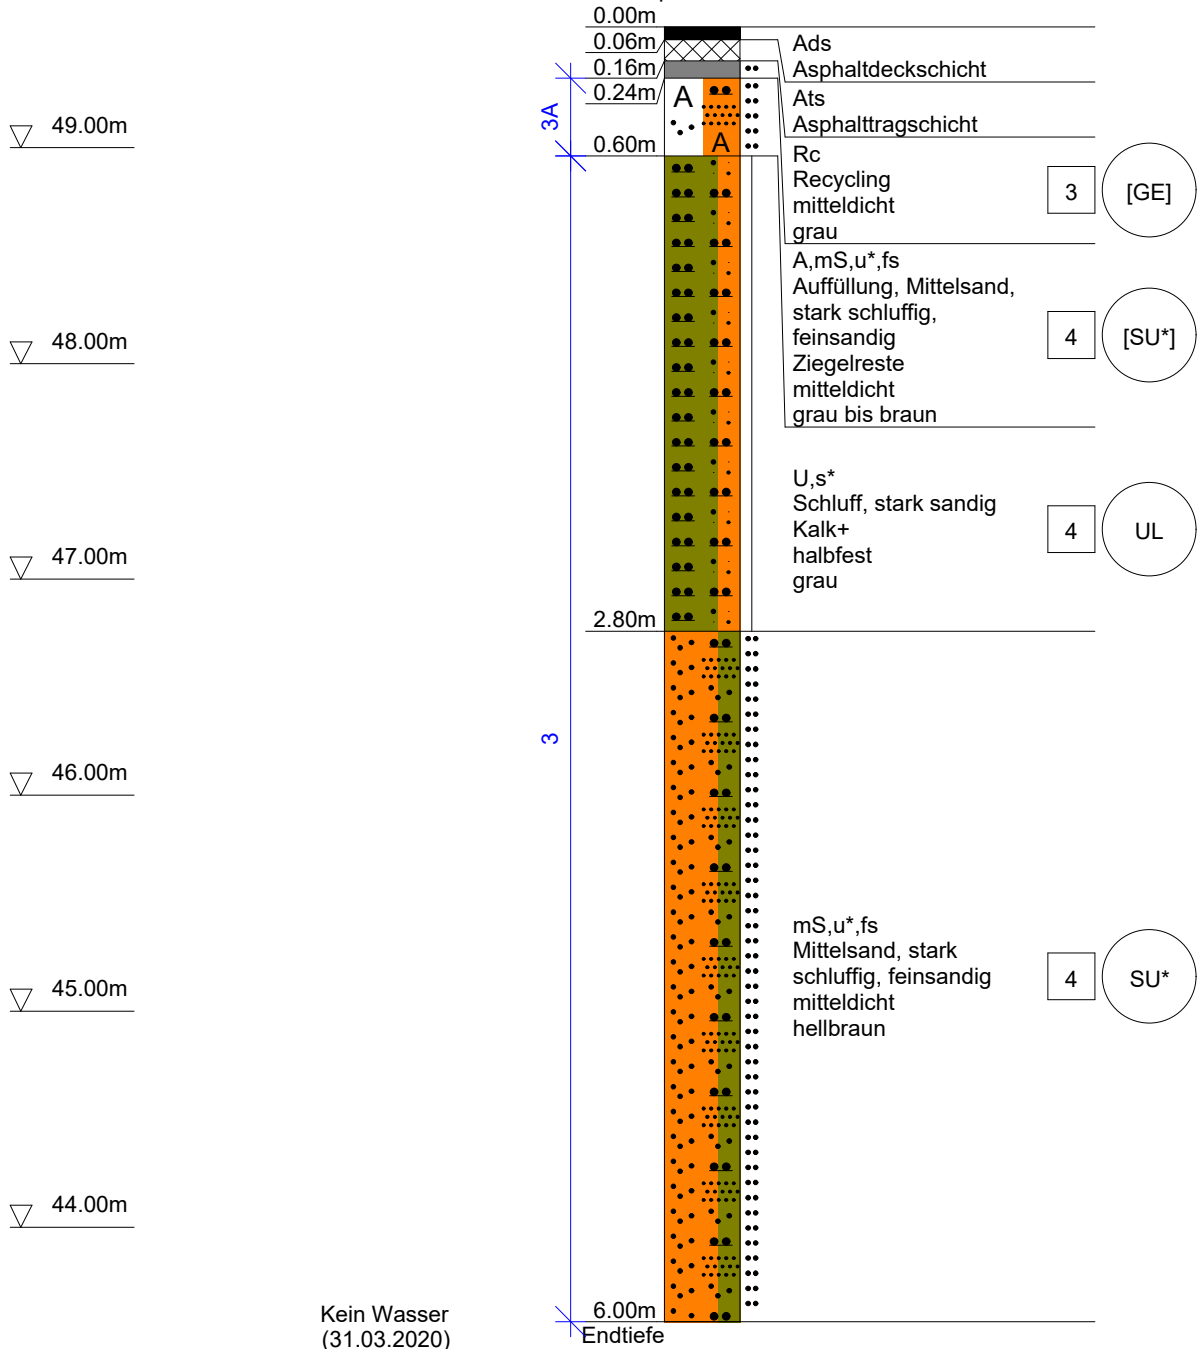 0.00m
0.06m
0.16m
0.24m
0.60m
2.80m
6.00m
Endtiefe
49.00m
48.00m
47.00m
46.00m
45.00m
44.00m
3A
3
A
A
Ads
Asphaltdeckschicht
Ats
Asphalttragschicht
Rc
Recycling
mitteldicht
grau
3 [GE]
A,mS,u*,fs
Auffüllung, Mittelsand,
stark schluffig,
feinsandig
Ziegelreste
mitteldicht
grau bis braun
4 [SU*]
U,s*
Schluff, stark sandig
Kalk+
halbfest
grau
4 UL
mS,u*,fs
Mittelsand, stark
schluffig, feinsandig
mitteldicht
hellbraun
4 SU*
Kein Wasser
(31.03.2020)